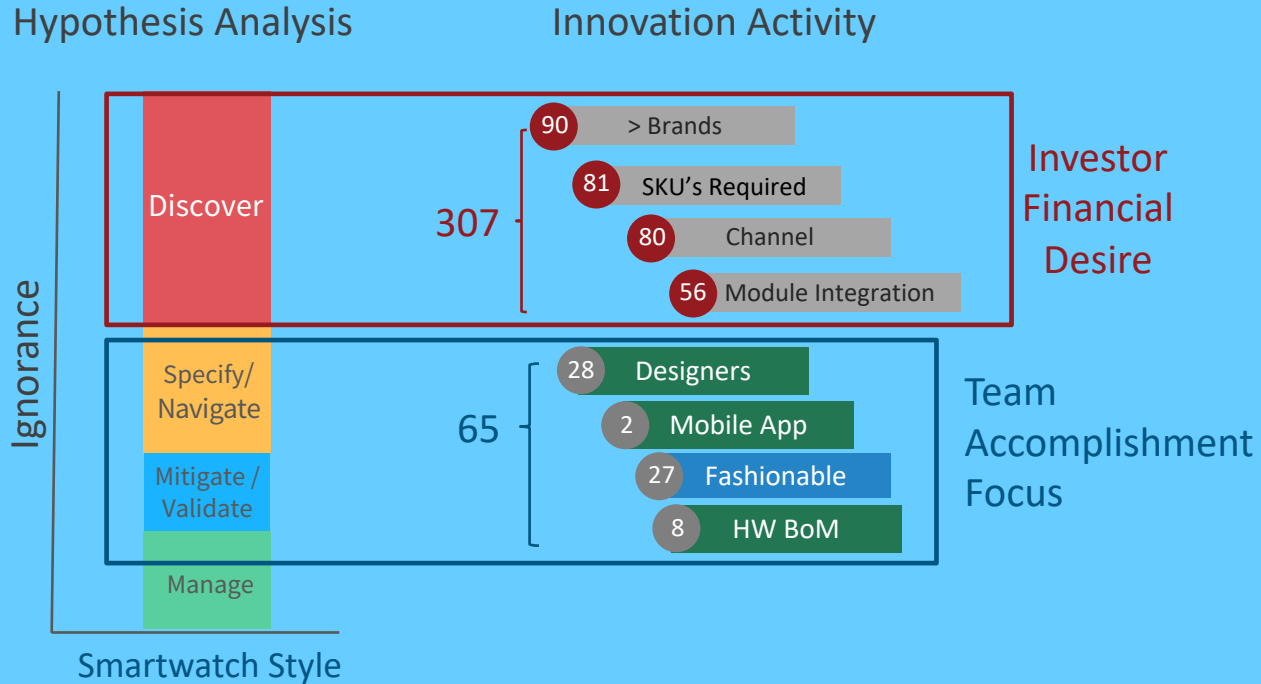 Hypothesis Analysis
Innovation Activity
Ignorance
Discover
Specify/
Navigate
Mitigate /
Validate
Manage
Smartwatch Style
307
90
> Brands
81
SKU's Required
80
Channel
56
Module Integration
Investor
Financial
Desire
65
28
Designers
2
Mobile App
27
Fashionable
8
HW BoM
Team
Accomplishment
Focus